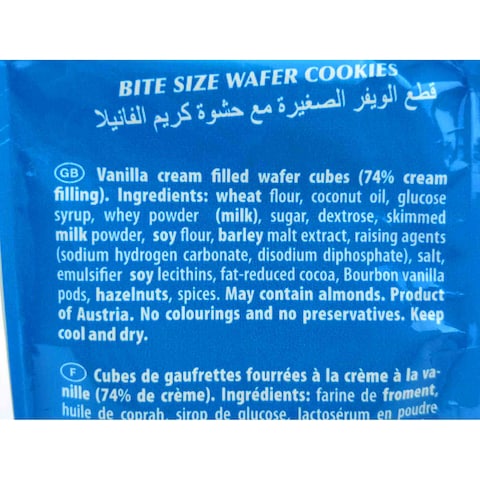 BITE SIZE WAFER COOKIES
قطع الويفر الصغيرة مع حشوة كريم الفانيلا
GB Vanilla cream filled wafer cubes (74% cream
filling). Ingredients: wheat flour, coconut oil, glucose
syrup, whey powder (milk), sugar, dextrose, skimmed
milk powder, soy flour, barley malt extract, raising agents
(sodium hydrogen carbonate, disodium diphosphate), salt,
emulsifier soy lecithins, fat-reduced cocoa, Bourbon vanilla
pods, hazelnuts, spices. May contain almonds. Product
of Austria. No colourings and no preservatives. Keep
cool and dry.
F Cubes de gaufrettes fourrées à la crème à la va-
nille (74% de crème). Ingrédients: farine de froment,
huile de coprah, sirop de glucose, lactosérum en poudre